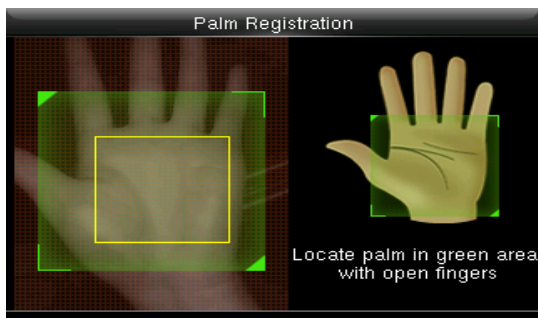 Palm Registration
Locate palm in green area
with open fingers